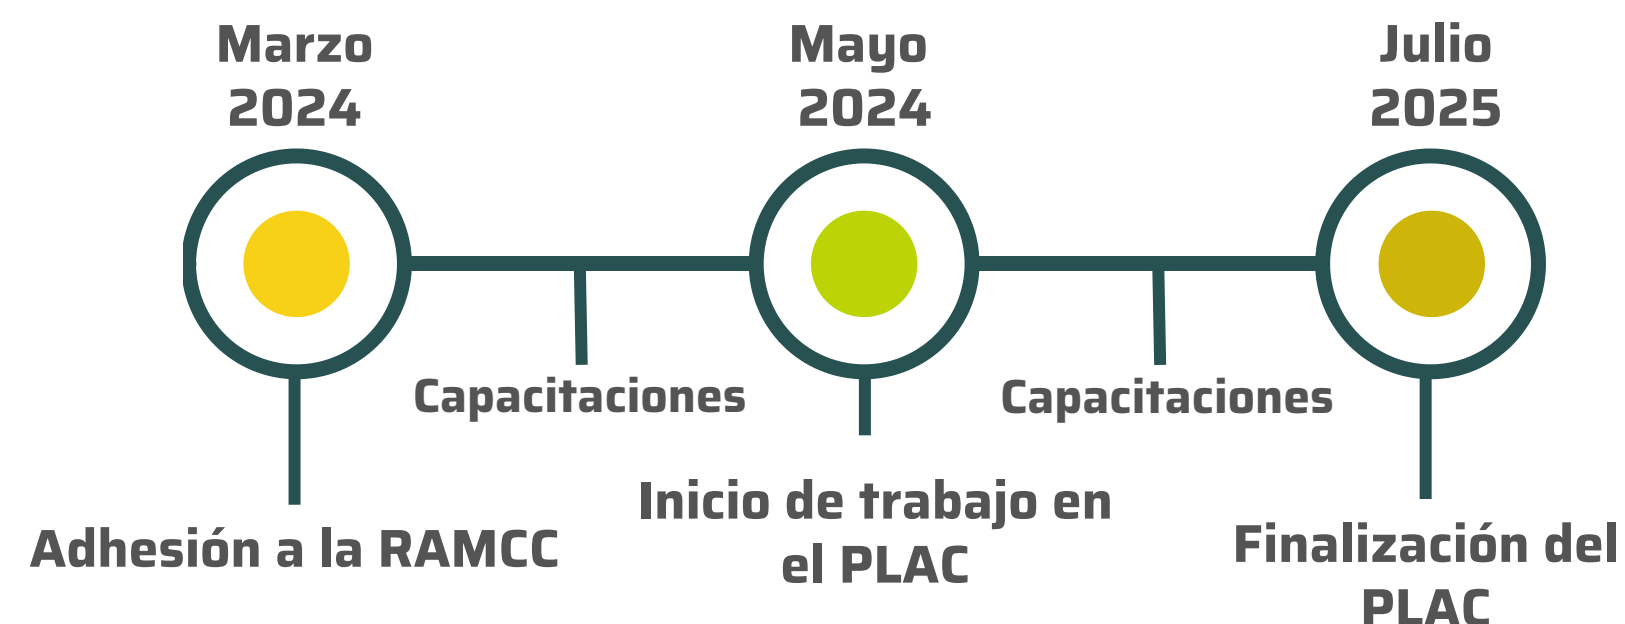 Marzo
2024
Mayo
2024
Julio
2025
Capacitaciones
Capacitaciones
Adhesión a la RAMCC
Inicio de trabajo en
el PLAC
Finalización del
PLAC